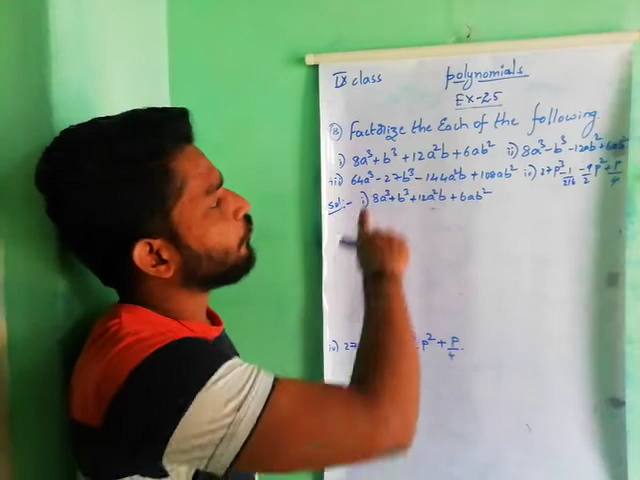 IX class polynomials
EX-2.5
Factorize the Each of the following.
i) 8a³+b³+12a²b+6ab² ii) 8a³-b³-12ab²+6ab²
iii) 64a³-27b³-144a²b+108ab² iv) 27p³-1/216-9/2p²+p/4
Sol:- i) 8a³+b³+12a²b+6ab²
iv) 27 p²+p/4.